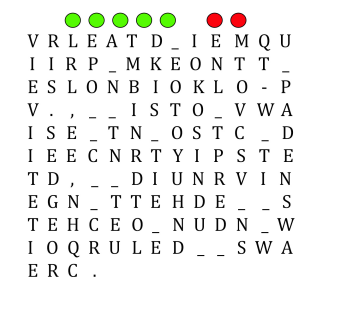 V R L E A T D _ I E M Q U
I I R P _ M K E O N T T _
E S L O N B I O K L O - P
V . , _ _ I S T O _ V W A
I S E _ T N _ O S T C _ D
I E E C N R T Y I P S T E
T D , _ _ D I U N R V I N
E G N _ T T E H D E _ _ S
T E H C E O _ N U D N _ W
I O Q R U L E D _ _ S W A
E R C .